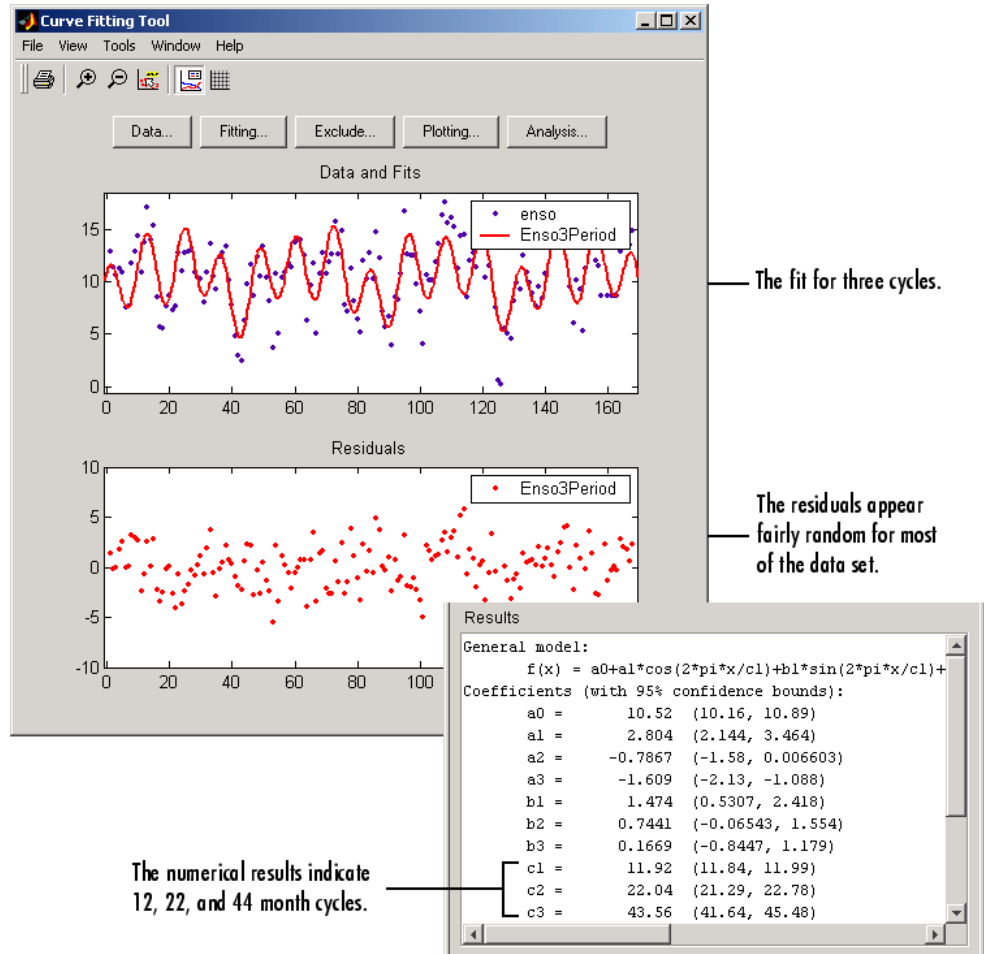 Curve Fitting Tool
File View Tools Window Help
Data... Fitting... Exclude... Plotting... Analysis...
Data and Fits
enso
Enso3Period
15
10
5
0
0 20 40 60 80 100 120 140 160
The fit for three cycles.
Residuals
Enso3Period
10
5
0
-5
-10
0 20 40 60 80 100
The residuals appear
fairly random for most
of the data set.
Results
General model:
f(x) = a0+a1*cos(2*pi*x/c1)+b1*sin(2*pi*x/c1)+
Coefficients (with 95% confidence bounds):
a0 = 10.52 (10.16, 10.89)
a1 = 2.804 (2.144, 3.464)
a2 = -0.7867 (-1.58, 0.006603)
a3 = -1.609 (-2.13, -1.088)
b1 = 1.474 (0.5307, 2.418)
b2 = 0.7441 (-0.06543, 1.554)
b3 = 0.1669 (-0.8447, 1.179)
c1 = 11.92 (11.84, 11.99)
c2 = 22.04 (21.29, 22.78)
c3 = 43.56 (41.64, 45.48)
The numerical results indicate
12, 22, and 44 month cycles.